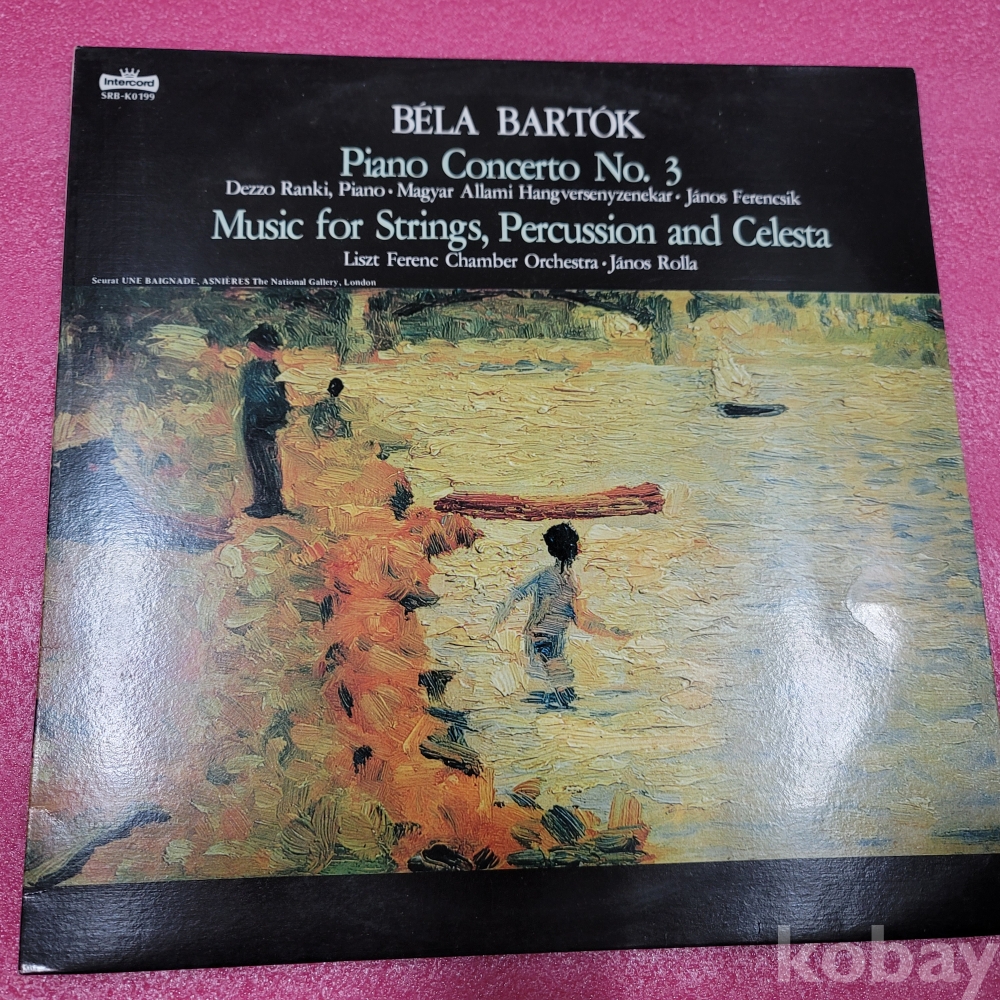 Intercord
SRB-K0199
BÉLA BARTÓK
Piano Concerto No. 3
Dezzo Ranki, Piano · Magyar Allami Hangversenyzenekar · János Ferencsik
Music for Strings, Percussion and Celesta
Liszt Ferenc Chamber Orchestra · János Rolla
Seurat UNE BAIGNADE, ASNIÈRES The National Gallery, London
kobay